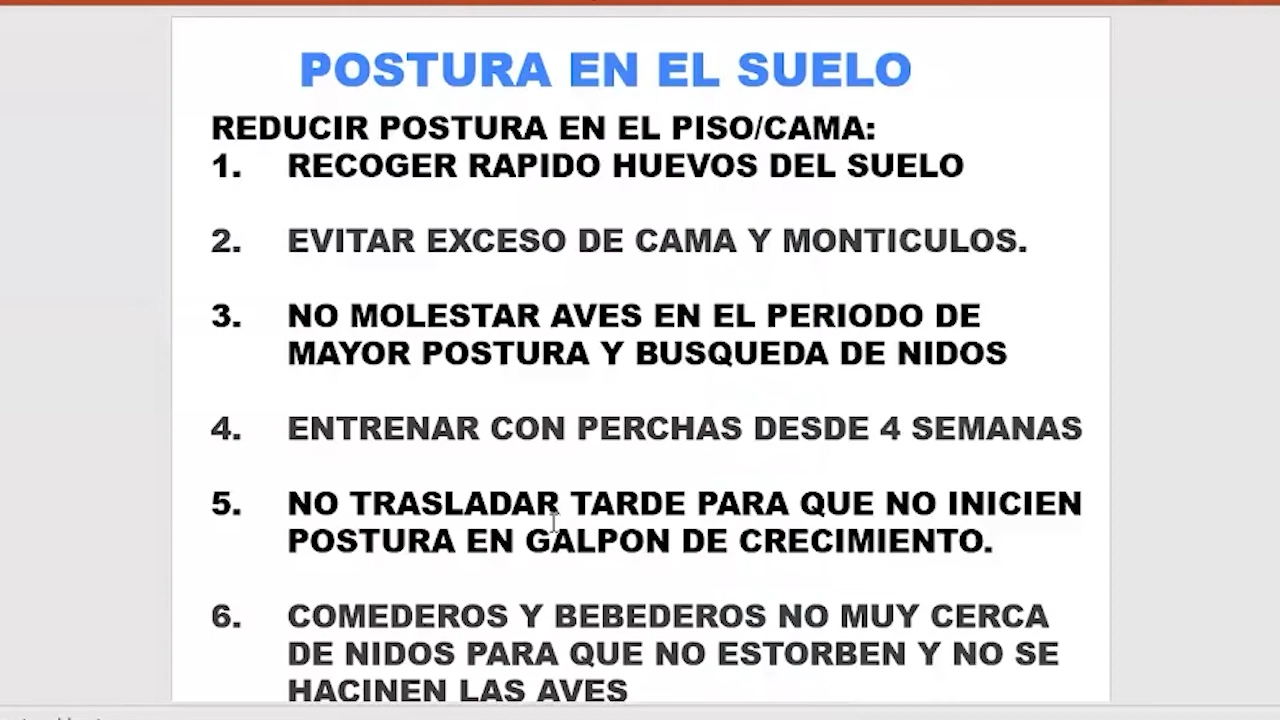 POSTURA EN EL SUELO
REDUCIR POSTURA EN EL PISO/CAMA:
1. RECOGER RAPIDO HUEVOS DEL SUELO
2. EVITAR EXCESO DE CAMA Y MONTICULOS.
3. NO MOLESTAR AVES EN EL PERIODO DE
MAYOR POSTURA Y BUSQUEDA DE NIDOS
4. ENTRENAR CON PERCHAS DESDE 4 SEMANAS
5. NO TRASLADAR TARDE PARA QUE NO INICIEN
POSTURA EN GALPON DE CRECIMIENTO.
6. COMEDEROS Y BEBEDEROS NO MUY CERCA
DE NIDOS PARA QUE NO ESTORBEN Y NO SE
HACINEN LAS AVES